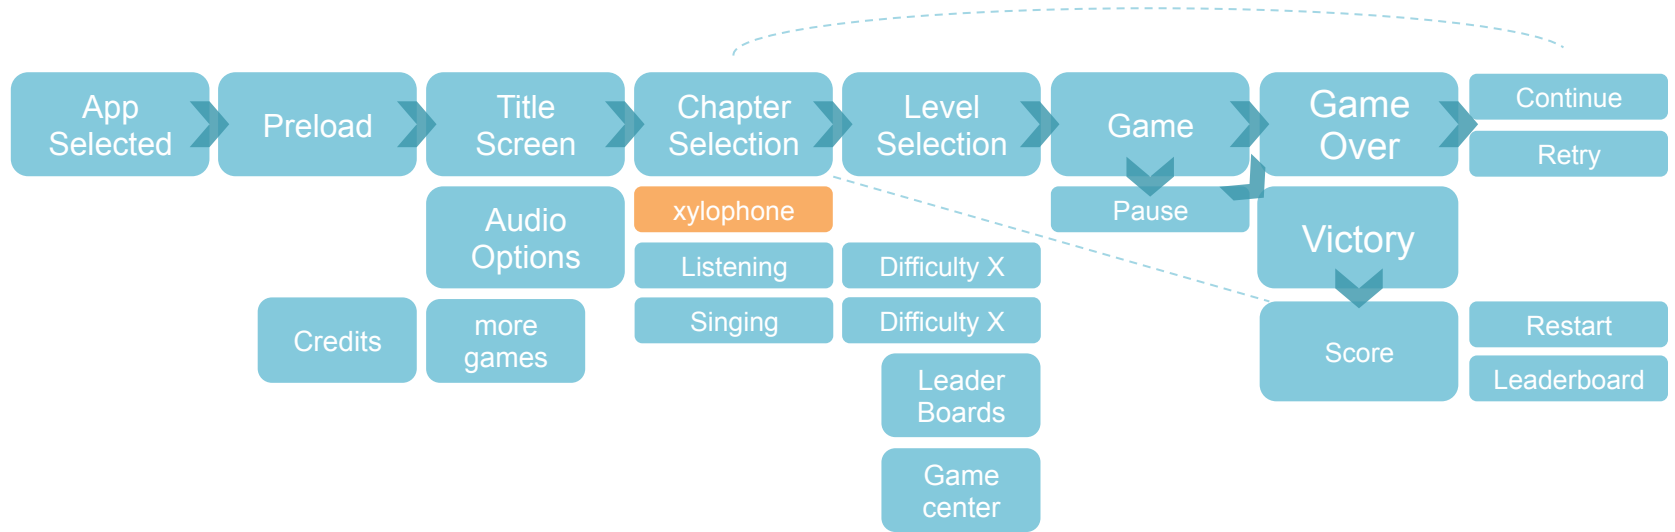 App
Selected
Preload
Title
Screen
Chapter
Selection
Level
Selection
Game
Game
Over
Continue
Retry
Audio
Options
xylophone
Pause
Victory
Listening
Difficulty X
Singing
Difficulty X
Credits
more
games
Score
Restart
Leaderboard
Leader
Boards
Game
center